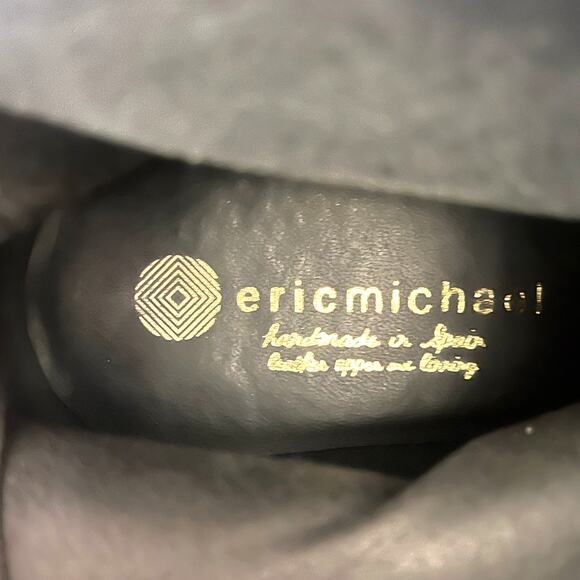 ericmichael
handmade in Spain
leather upper and lining